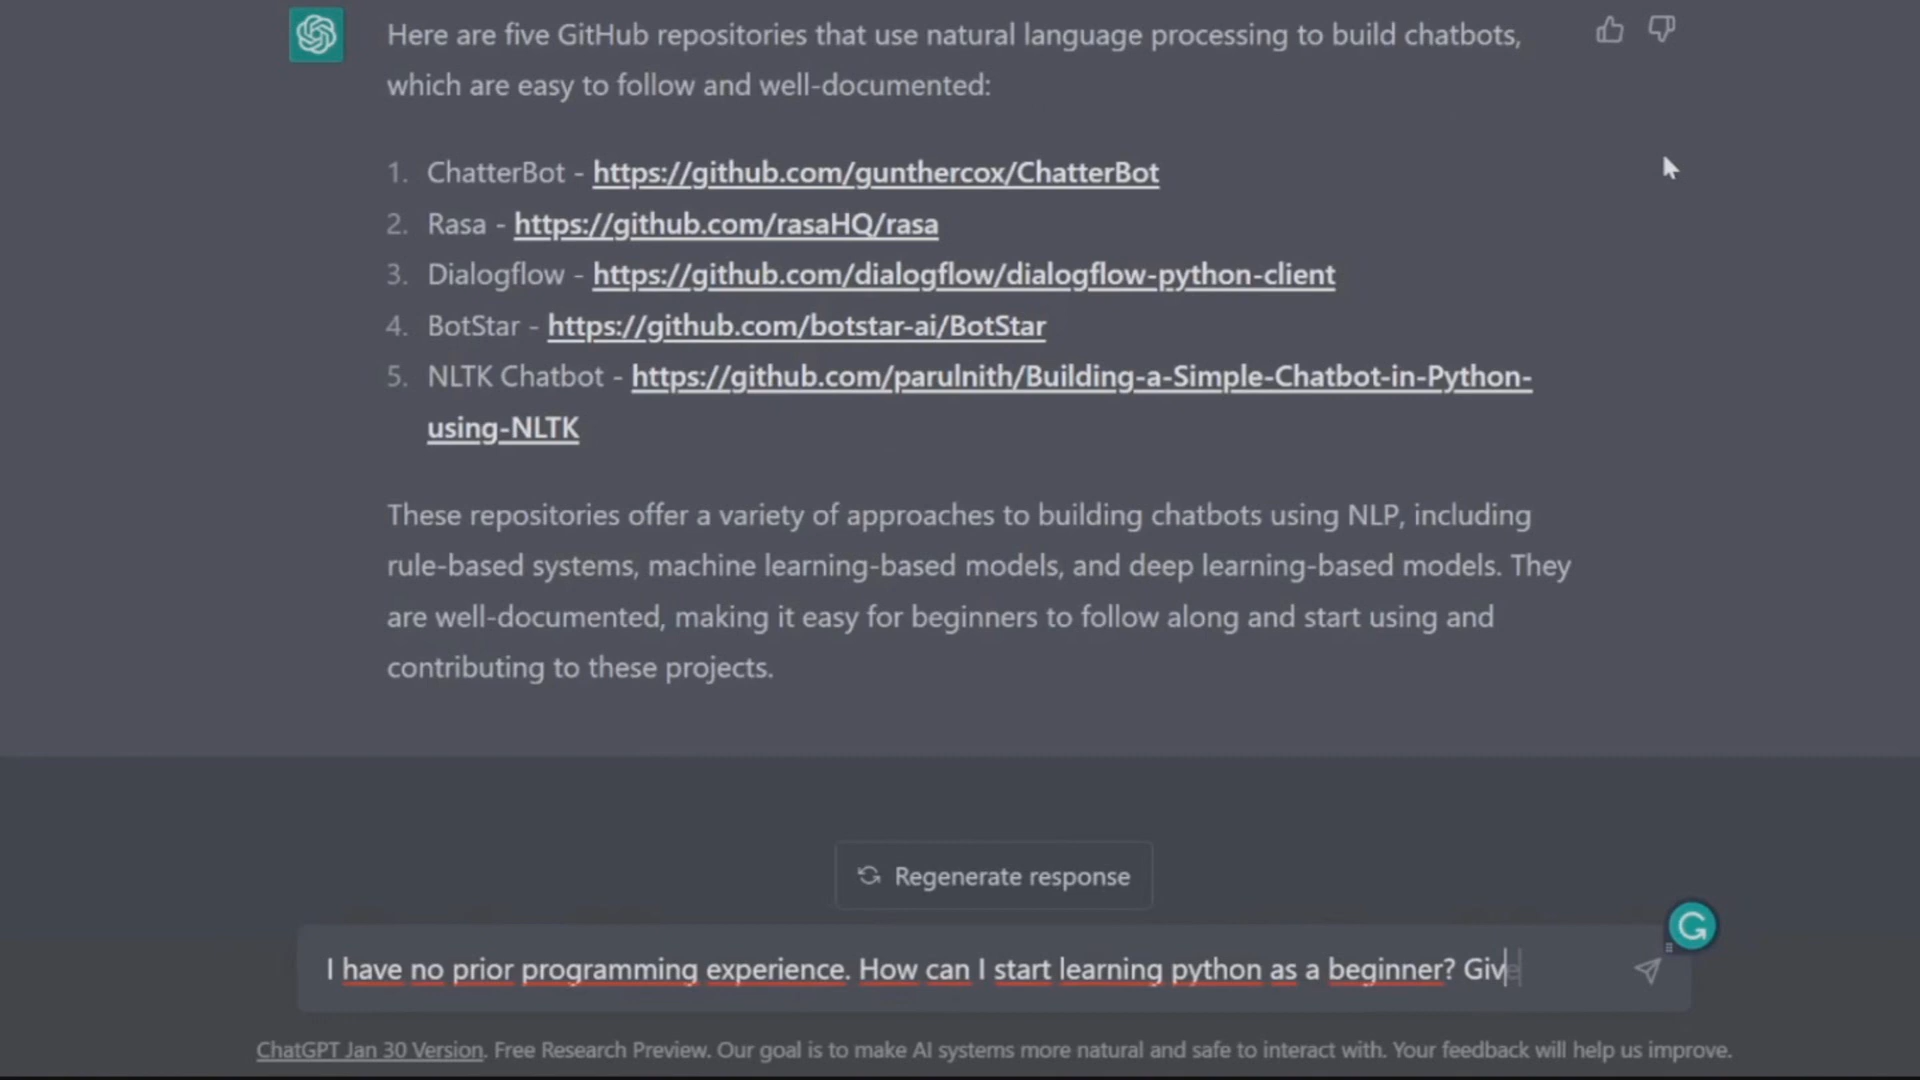 Here are five GitHub repositories that use natural language processing to build chatbots,
which are easy to follow and well-documented:
1. ChatterBot - https://github.com/gunthercox/ChatterBot
2. Rasa - https://github.com/rasaHQ/rasa
3. Dialogflow - https://github.com/dialogflow/dialogflow-python-client
4. BotStar - https://github.com/botstar-ai/BotStar
5. NLTK Chatbot - https://github.com/parulnith/Building-a-Simple-Chatbot-in-Python-
using-NLTK
These repositories offer a variety of approaches to building chatbots using NLP, including
rule-based systems, machine learning-based models, and deep learning-based models. They
are well-documented, making it easy for beginners to follow along and start using and
contributing to these projects.
Regenerate response
I have no prior programming experience. How can I start learning python as a beginner? Give
ChatGPT Jan 30 Version. Free Research Preview. Our goal is to make AI systems more natural and safe to interact with. Your feedback will help us improve.